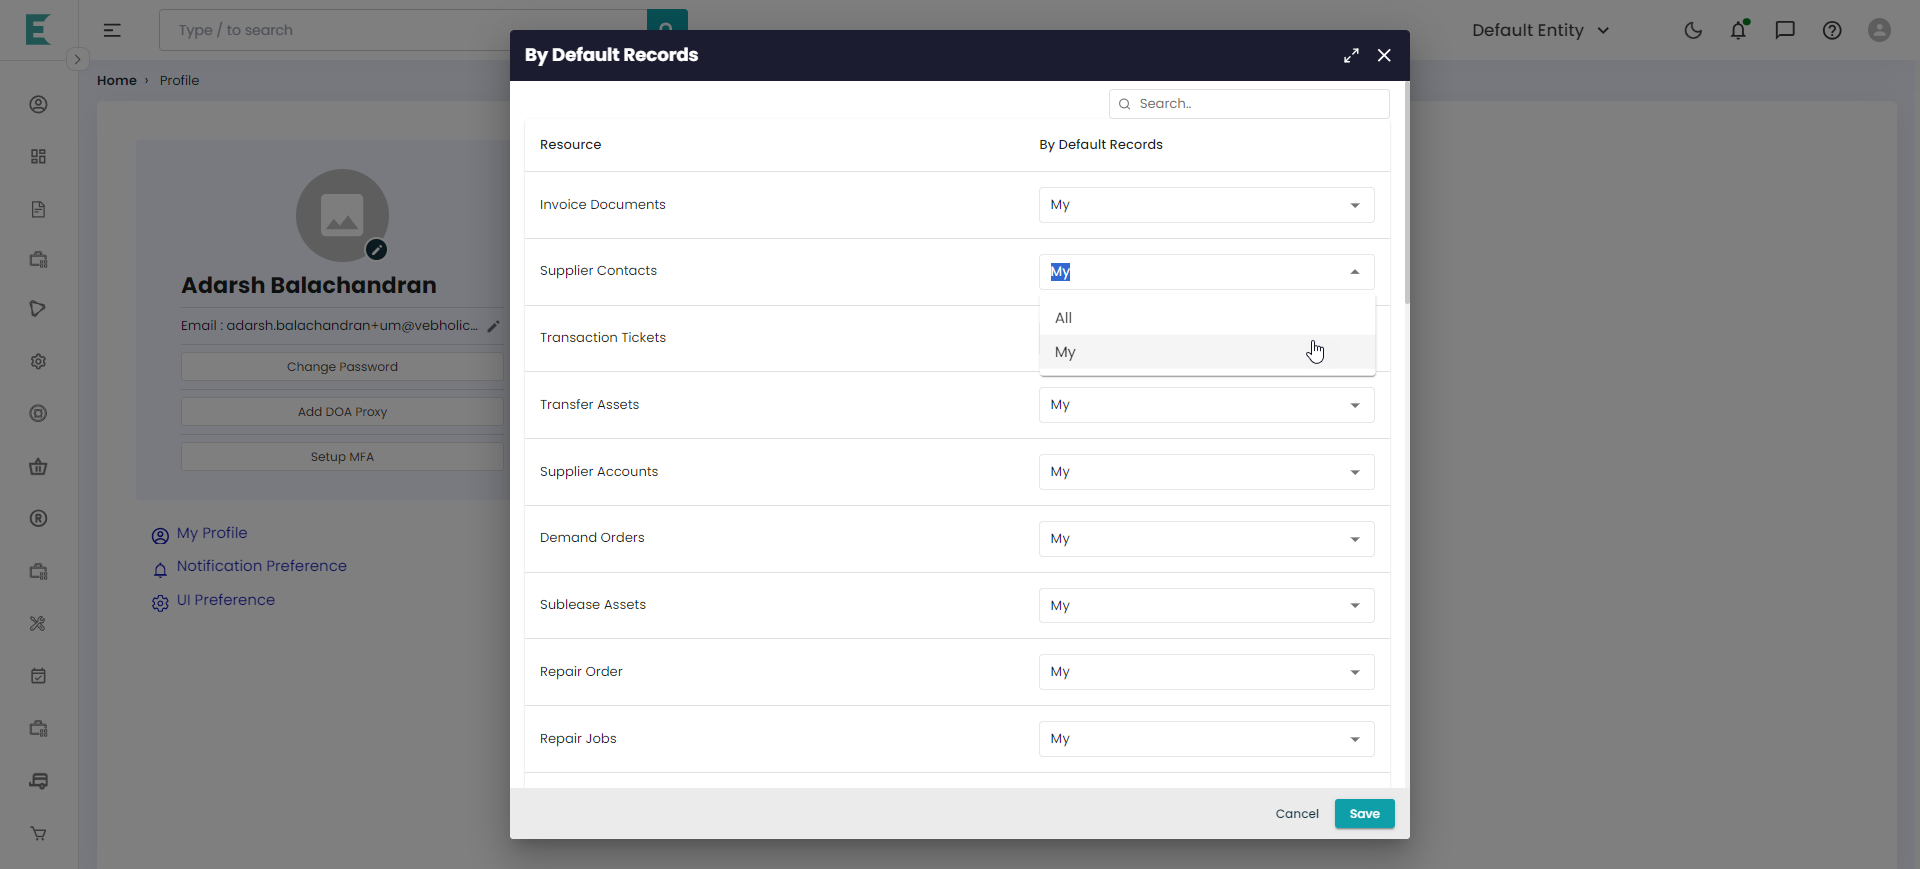 E
Type / to search
Default Entity
Home › Profile
Adarsh Balachandran
Email : adarsh.balachandran+um@vebholic...
Change Password
Add DOA Proxy
Setup MFA
My Profile
Notification Preference
UI Preference
By Default Records
Search..
Resource By Default Records
Invoice Documents My
Supplier Contacts My
All
My
Transaction Tickets
Transfer Assets My
Supplier Accounts My
Demand Orders My
Sublease Assets My
Repair Order My
Repair Jobs My
Cancel Save